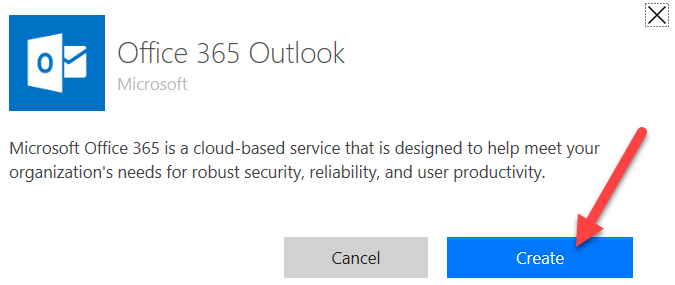 Office 365 Outlook
Microsoft
Microsoft Office 365 is a cloud-based service that is designed to help meet your
organization's needs for robust security, reliability, and user productivity.
Cancel
Create